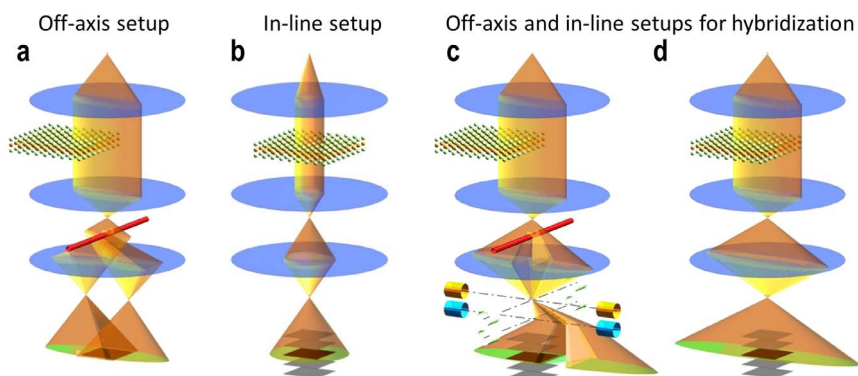 Off-axis setup
In-line setup
Off-axis and in-line setups for hybridization
a
b
c
d